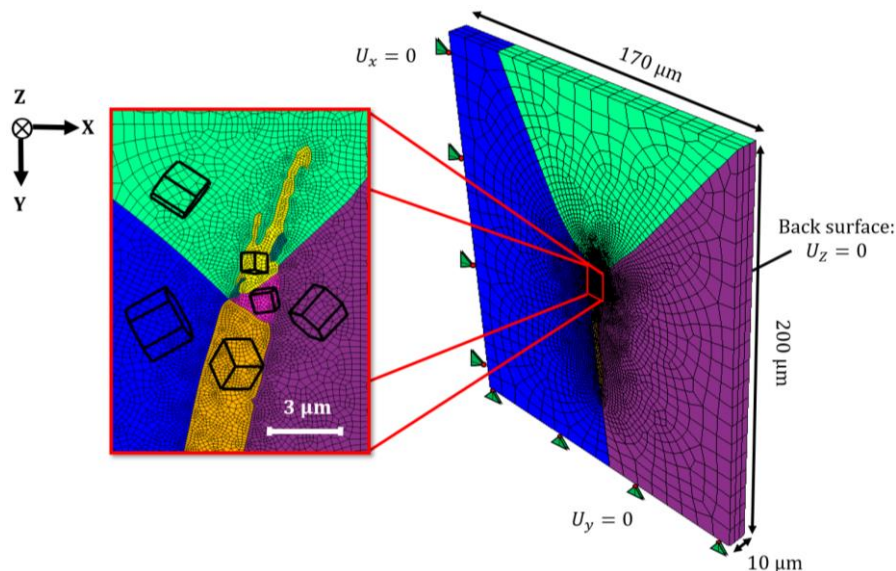 Z
X
Y
U_x = 0
170 μm
Back surface:
U_Z = 0
200 μm
3 μm
U_y = 0
10 μm